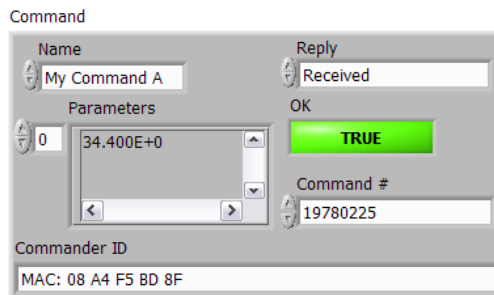 Command
Name
My Command A
Reply
Received
Parameters
0
34.400E+0
OK
TRUE
Command #
19780225
Commander ID
MAC: 08 A4 F5 BD 8F